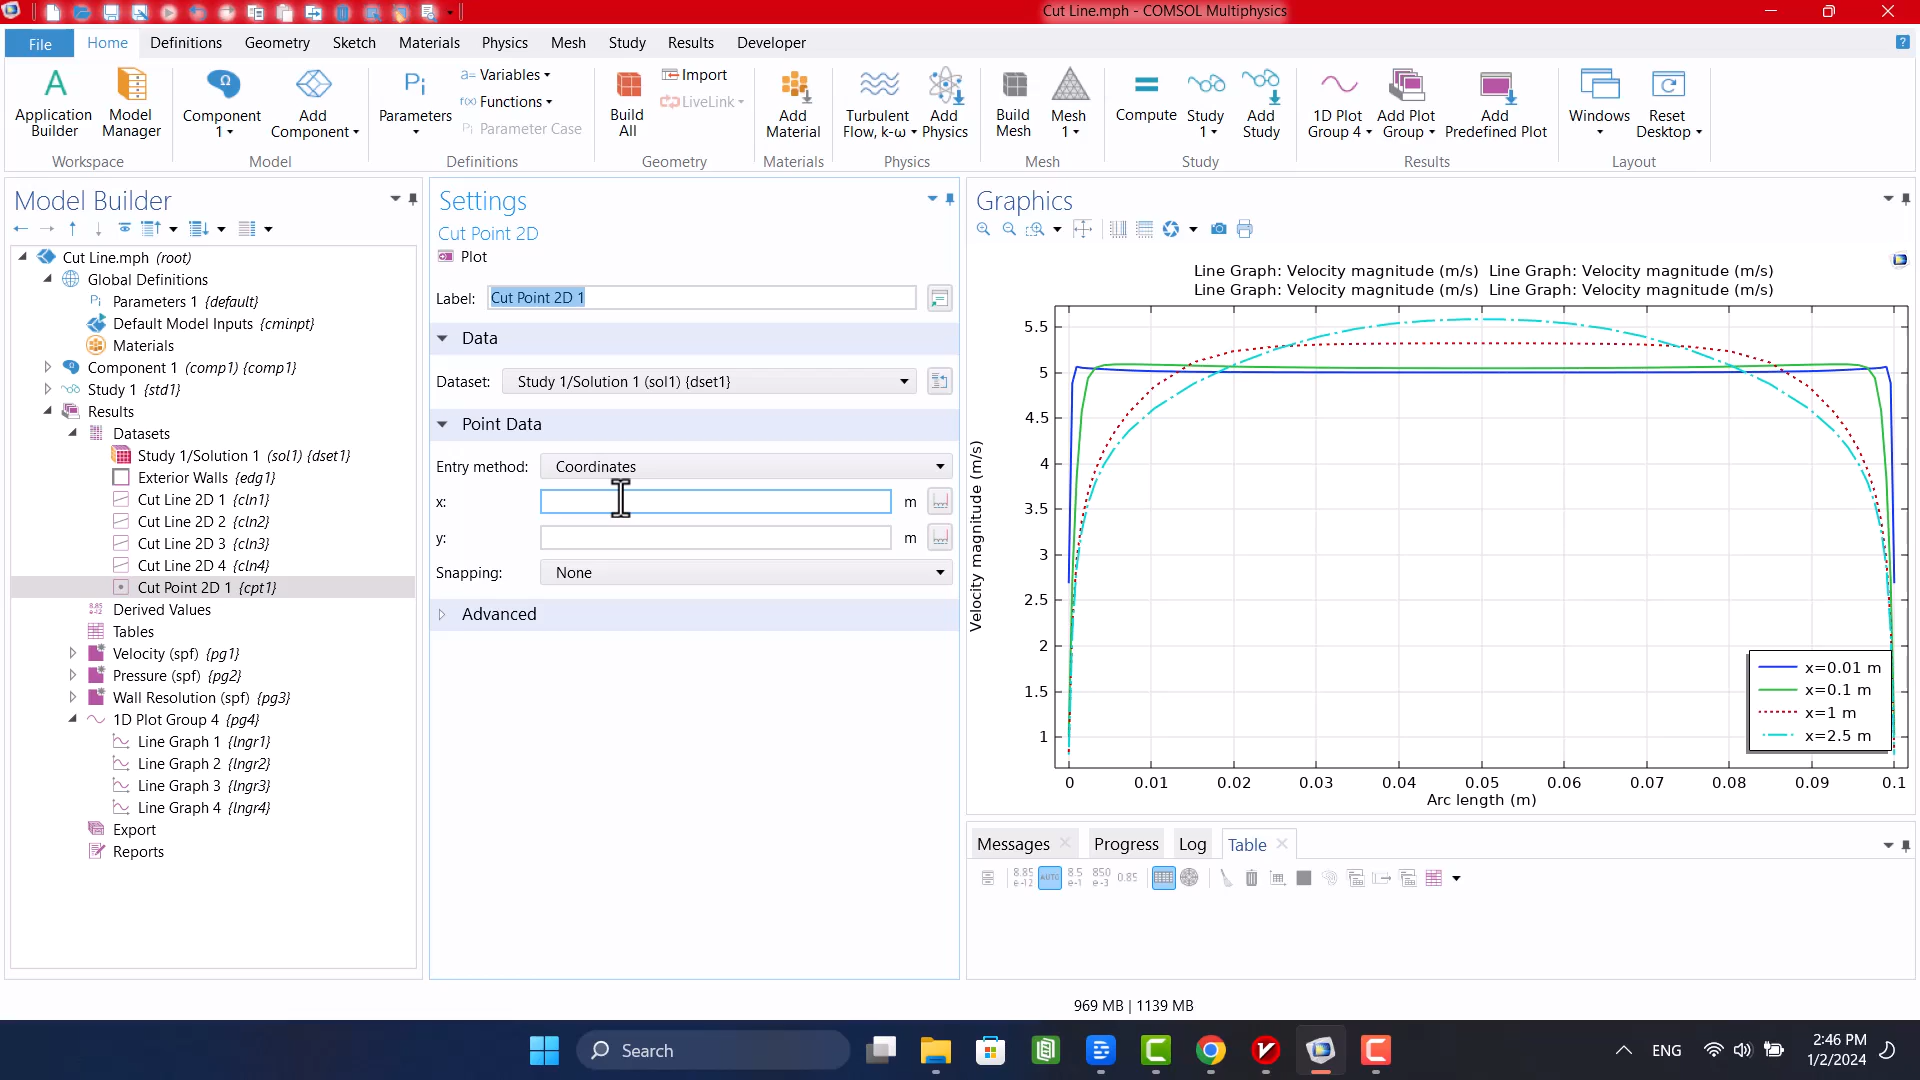 Cut Line.mph - COMSOL Multiphysics
File
Home
Definitions
Geometry
Sketch
Materials
Physics
Mesh
Study
Results
Developer
Application Builder
Model Manager
Workspace
Component 1
Add Component
Model
Parameters
a= Variables
f(x) Functions
Pi Parameter Case
Definitions
Build All
Import
LiveLink
Geometry
Add Material
Materials
Turbulent Flow, k-ω
Add Physics
Physics
Build Mesh
Mesh 1
Mesh
Compute
Study 1
Add Study
Study
1D Plot Group 4
Add Plot Group
Add Predefined Plot
Results
Windows
Reset Desktop
Layout
Model Builder
Cut Line.mph (root)
Global Definitions
Parameters 1 {default}
Default Model Inputs {cminpt}
Materials
Component 1 (comp1) {comp1}
Study 1 {std1}
Results
Datasets
Study 1/Solution 1 (sol1) {dset1}
Exterior Walls {edg1}
Cut Line 2D 1 {cln1}
Cut Line 2D 2 {cln2}
Cut Line 2D 3 {cln3}
Cut Line 2D 4 {cln4}
Cut Point 2D 1 {cpt1}
Derived Values
Tables
Velocity (spf) {pg1}
Pressure (spf) {pg2}
Wall Resolution (spf) {pg3}
1D Plot Group 4 {pg4}
Line Graph 1 {lngr1}
Line Graph 2 {lngr2}
Line Graph 3 {lngr3}
Line Graph 4 {lngr4}
Export
Reports
Settings
Cut Point 2D
Plot
Label: Cut Point 2D 1
Data
Dataset: Study 1/Solution 1 (sol1) {dset1}
Point Data
Entry method: Coordinates
x: m
y: m
Snapping: None
Advanced
Graphics
Line Graph: Velocity magnitude (m/s) Line Graph: Velocity magnitude (m/s)
Line Graph: Velocity magnitude (m/s) Line Graph: Velocity magnitude (m/s)
Velocity magnitude (m/s)
5.5
5
4.5
4
3.5
3
2.5
2
1.5
1
x=0.01 m
x=0.1 m
x=1 m
x=2.5 m
0 0.01 0.02 0.03 0.04 0.05 0.06 0.07 0.08 0.09 0.1
Arc length (m)
Messages
Progress
Log
Table
8.85 e-12
AUTO
8.5 e-1
850 e-3
0.85
969 MB | 1139 MB
Search
ENG
2:46 PM
1/2/2024